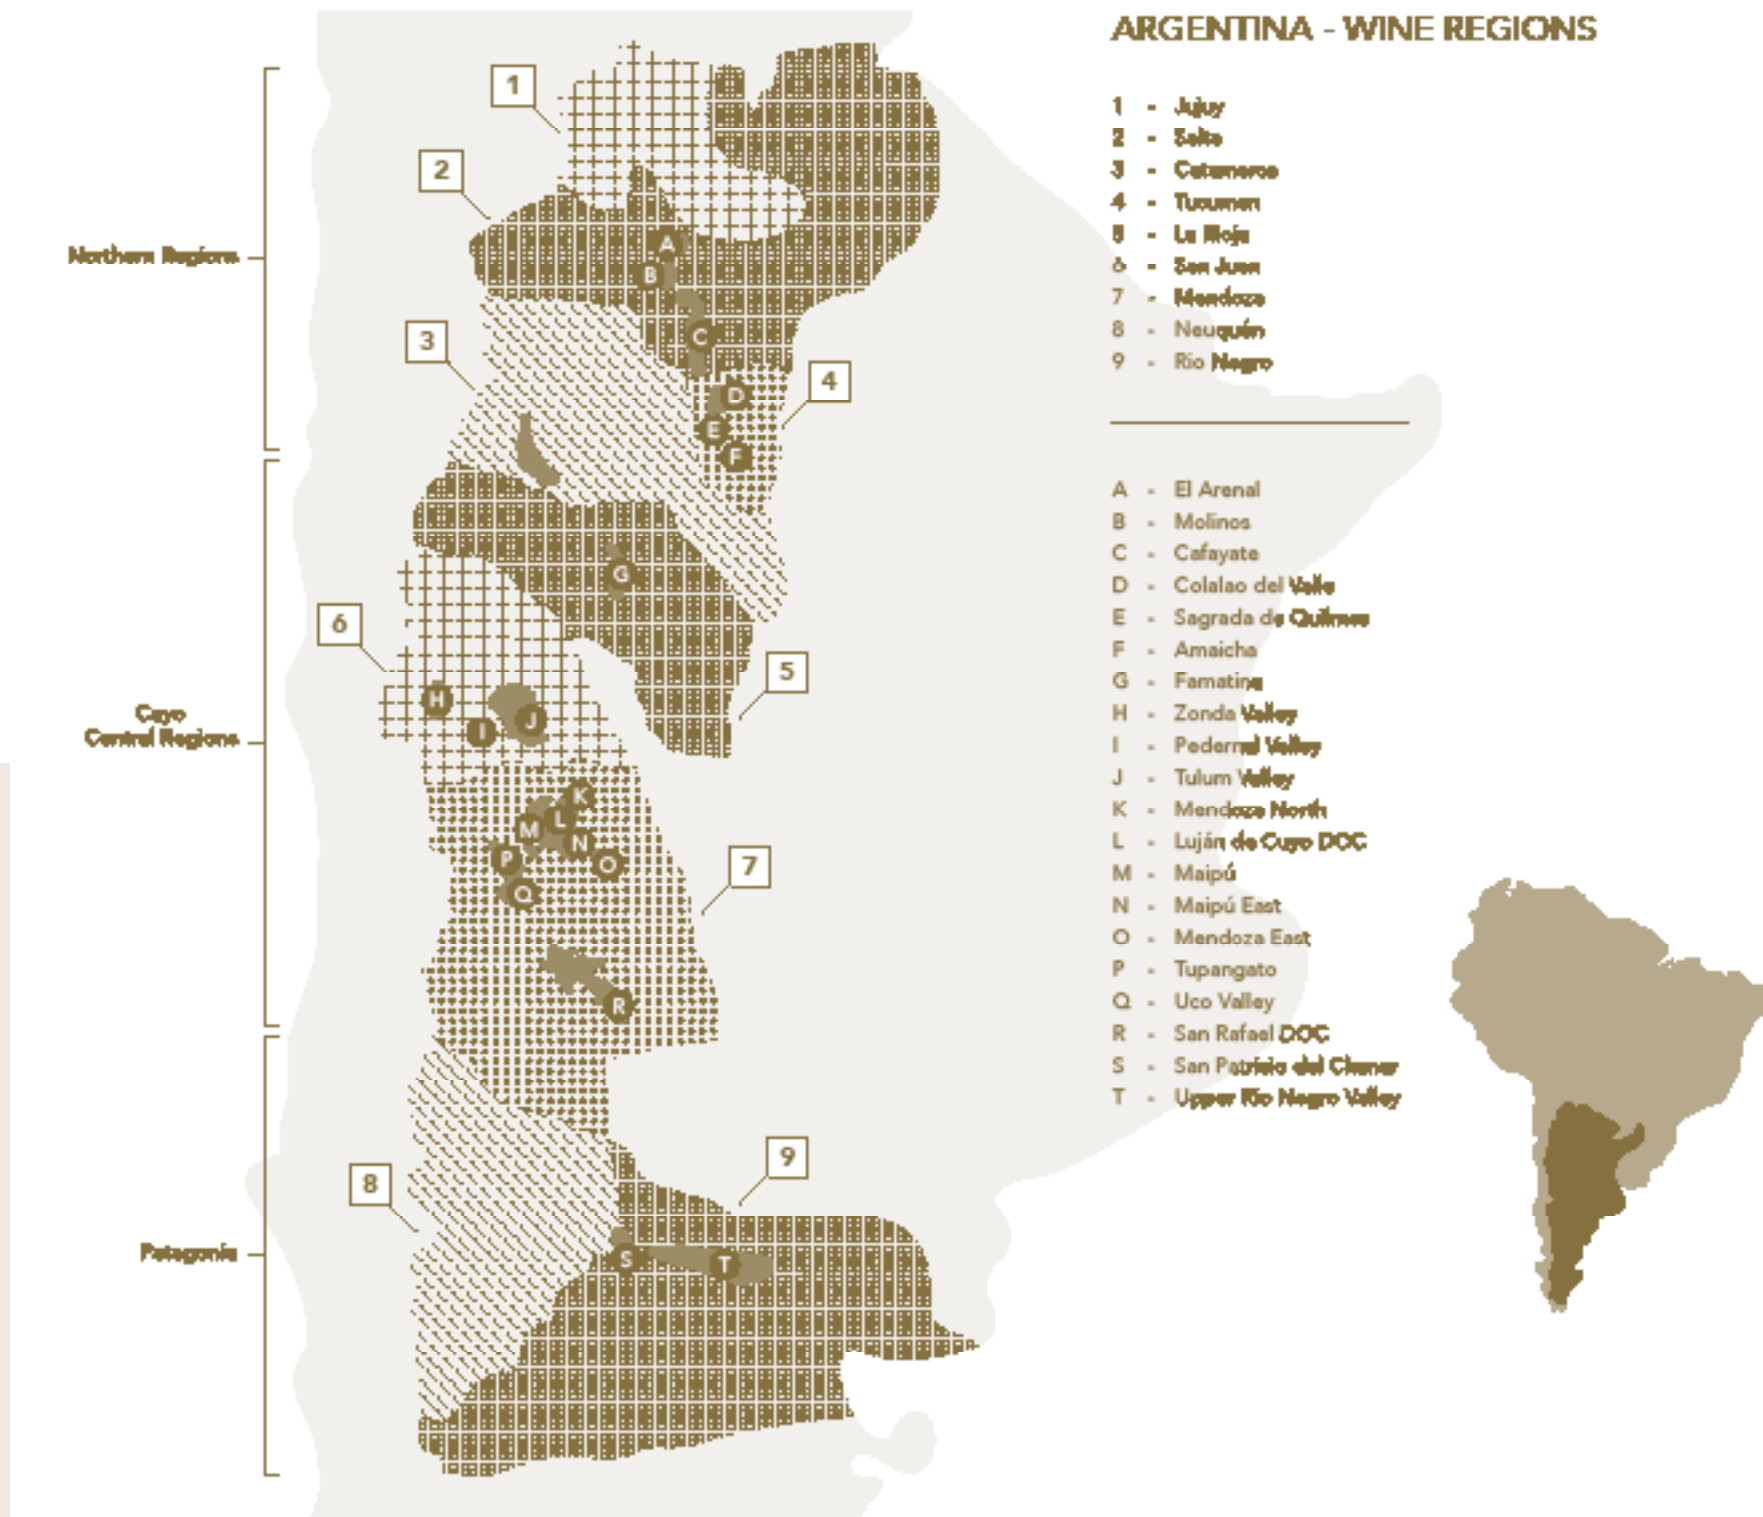 ARGENTINA - WINE REGIONS
1 - Jujuy
2 - Salta
3 - Catamarca
4 - Tucuman
5 - La Rioja
6 - San Juan
7 - Mendoza
8 - Neuquén
9 - Rio Negro
A - El Arenal
B - Molinos
C - Cafayate
D - Colalao del Valle
E - Sagrada de Quilmes
F - Amaicha
G - Famatina
H - Zonda Valley
I - Pedernal Valley
J - Tulum Valley
K - Mendoza North
L - Luján de Cuyo DOC
M - Maipú
N - Maipú East
O - Mendoza East
P - Tupangato
Q - Uco Valley
R - San Rafael DOC
S - San Patrisio del Chanar
T - Upper Rio Negro Valley
Northern Regions
Cuyo
Central Regions
Patagonia
1
2
3
4
5
6
7
8
9
A
B
C
D
E
F
G
H
I
J
K
L
M
N
O
P
Q
R
S
T